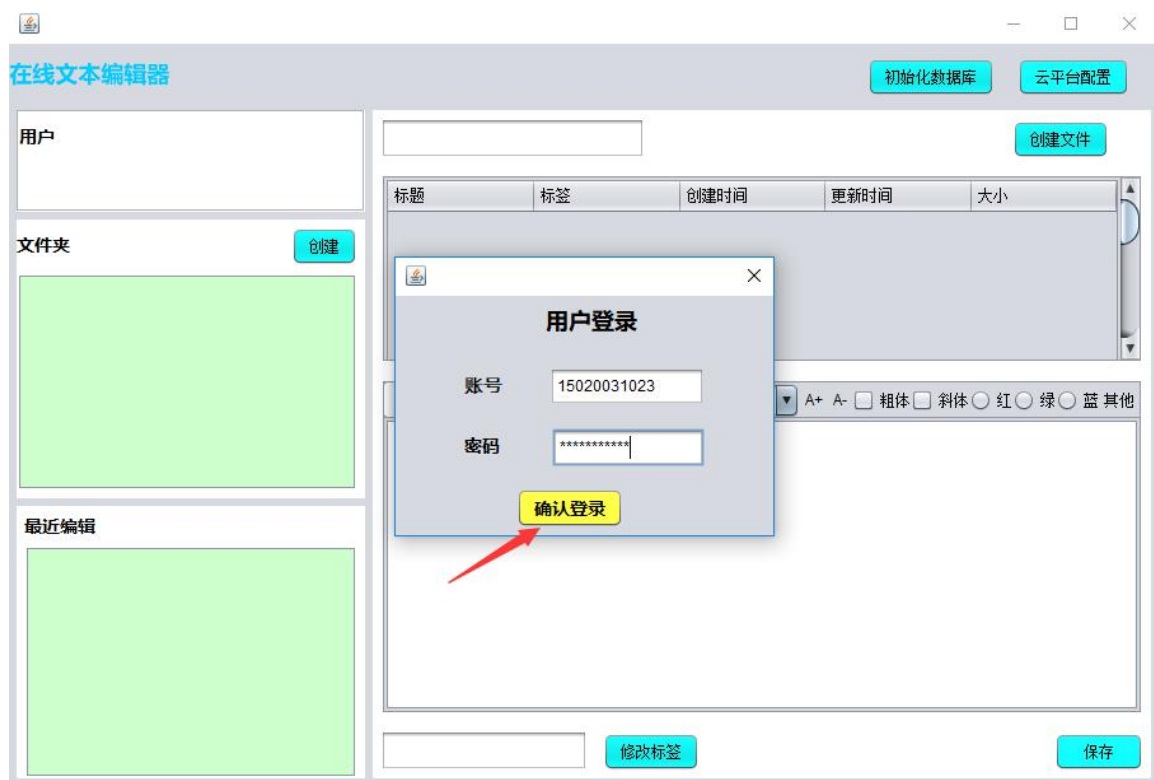 在线文本编辑器
初始化数据库
云平台配置
用户
创建文件
标题 标签 创建时间 更新时间 大小
文件夹
创建
用户登录
账号 15020031023
密码 ***********
确认登录
A+ A- 粗体 斜体 红 绿 蓝 其他
最近编辑
修改标签
保存